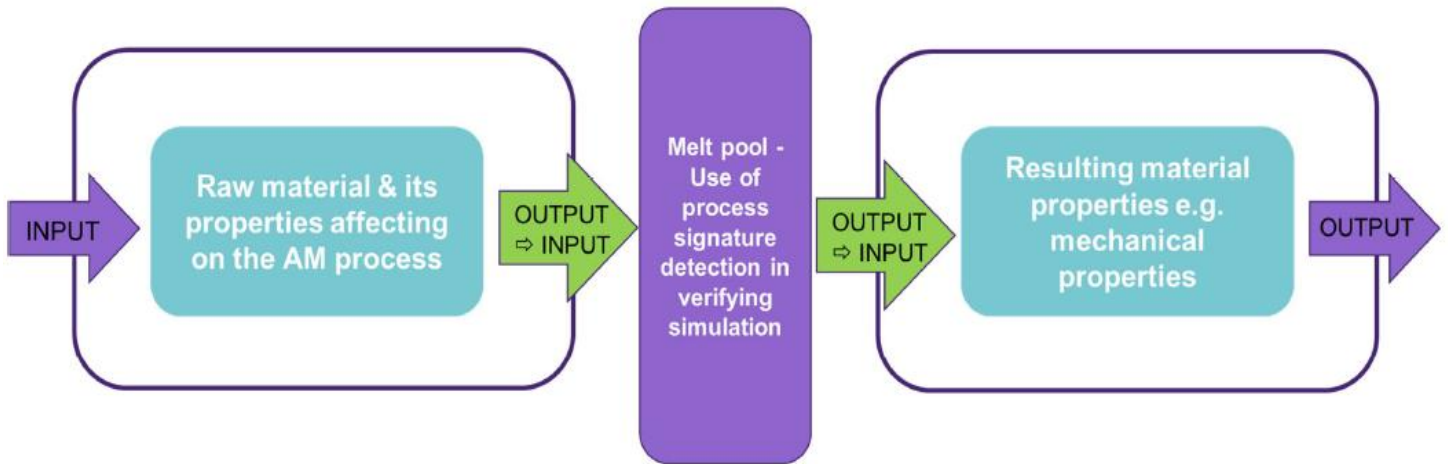 INPUT
Raw material & its
properties affecting
on the AM process
OUTPUT
⇨ INPUT
Melt pool -
Use of
process
signature
detection in
verifying
simulation
OUTPUT
⇨ INPUT
Resulting material
properties e.g.
mechanical
properties
OUTPUT